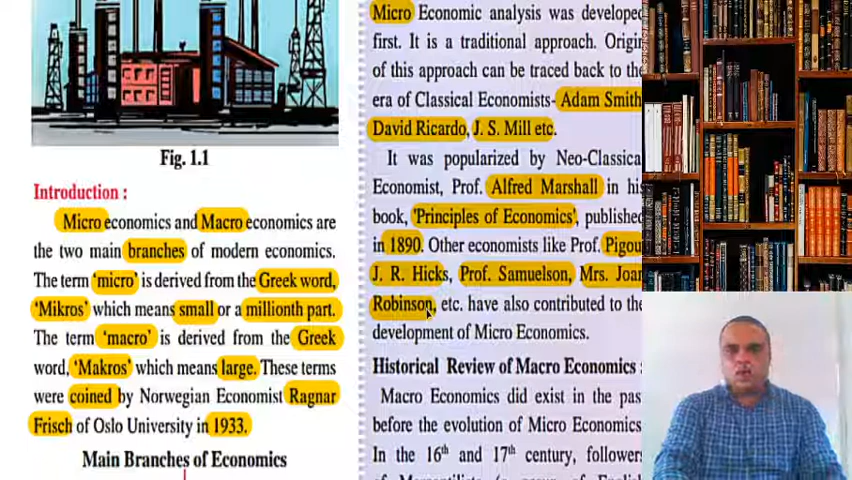 Fig. 1.1
Introduction :
Micro economics and Macro economics are
the two main branches of modern economics.
The term 'micro' is derived from the Greek word,
'Mikros' which means small or a millionth part.
The term 'macro' is derived from the Greek
word, 'Makros' which means large. These terms
were coined by Norwegian Economist Ragnar
Frisch of Oslo University in 1933.
Main Branches of Economics
Micro Economic analysis was developed
first. It is a traditional approach. Origin
of this approach can be traced back to the
era of Classical Economists- Adam Smith
David Ricardo, J. S. Mill etc.
It was popularized by Neo-Classica
Economist, Prof. Alfred Marshall in his
book, 'Principles of Economics', published
in 1890. Other economists like Prof. Pigou
J. R. Hicks, Prof. Samuelson, Mrs. Joan
Robinson, etc. have also contributed to the
development of Micro Economics.
Historical Review of Macro Economics :
Macro Economics did exist in the pas
before the evolution of Micro Economics
In the 16th and 17th century, followers